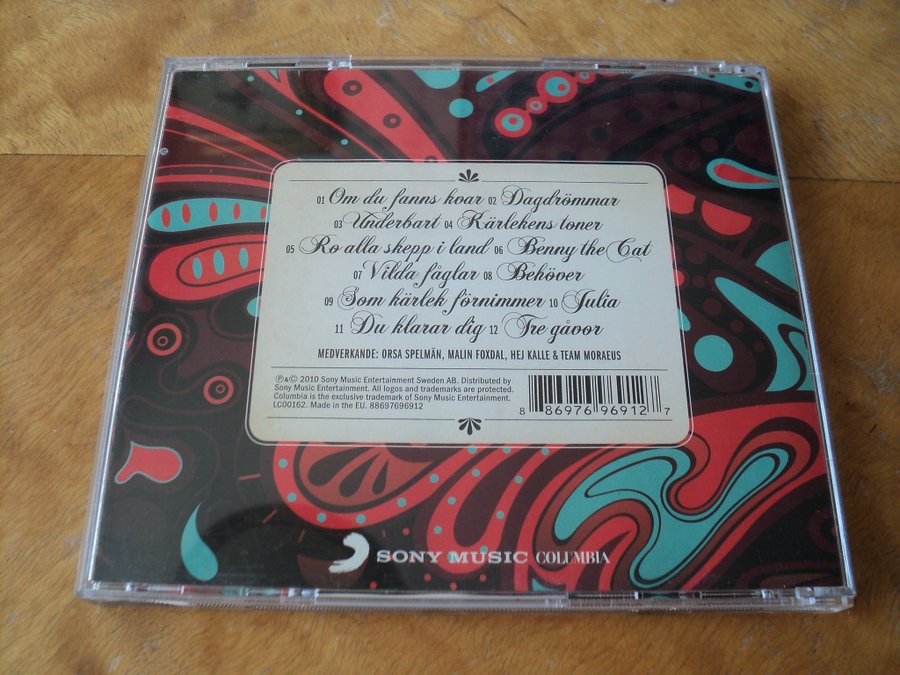 01 Om du fanns kvar 02 Dagdrömmar
03 Underbart 04 Kärlekens toner
05 Ro alla skepp i land 06 Benny the Cat
07 Vilda fåglar 08 Behöver
09 Som kärlek förnimmer 10 Julia
11 Du klarar dig 12 Tre gåvor
MEDVERKANDE: ORSA SPELMÄN, MALIN FOXDAL, HEJ KALLE & TEAM MORAEUS
℗&© 2010 Sony Music Entertainment Sweden AB. Distributed by
Sony Music Entertainment. All logos and trademarks are protected.
Columbia is the exclusive trademark of Sony Music Entertainment.
LC00162. Made in the EU. 88697696912
8 86976 96912 7
SONY MUSIC COLUMBIA